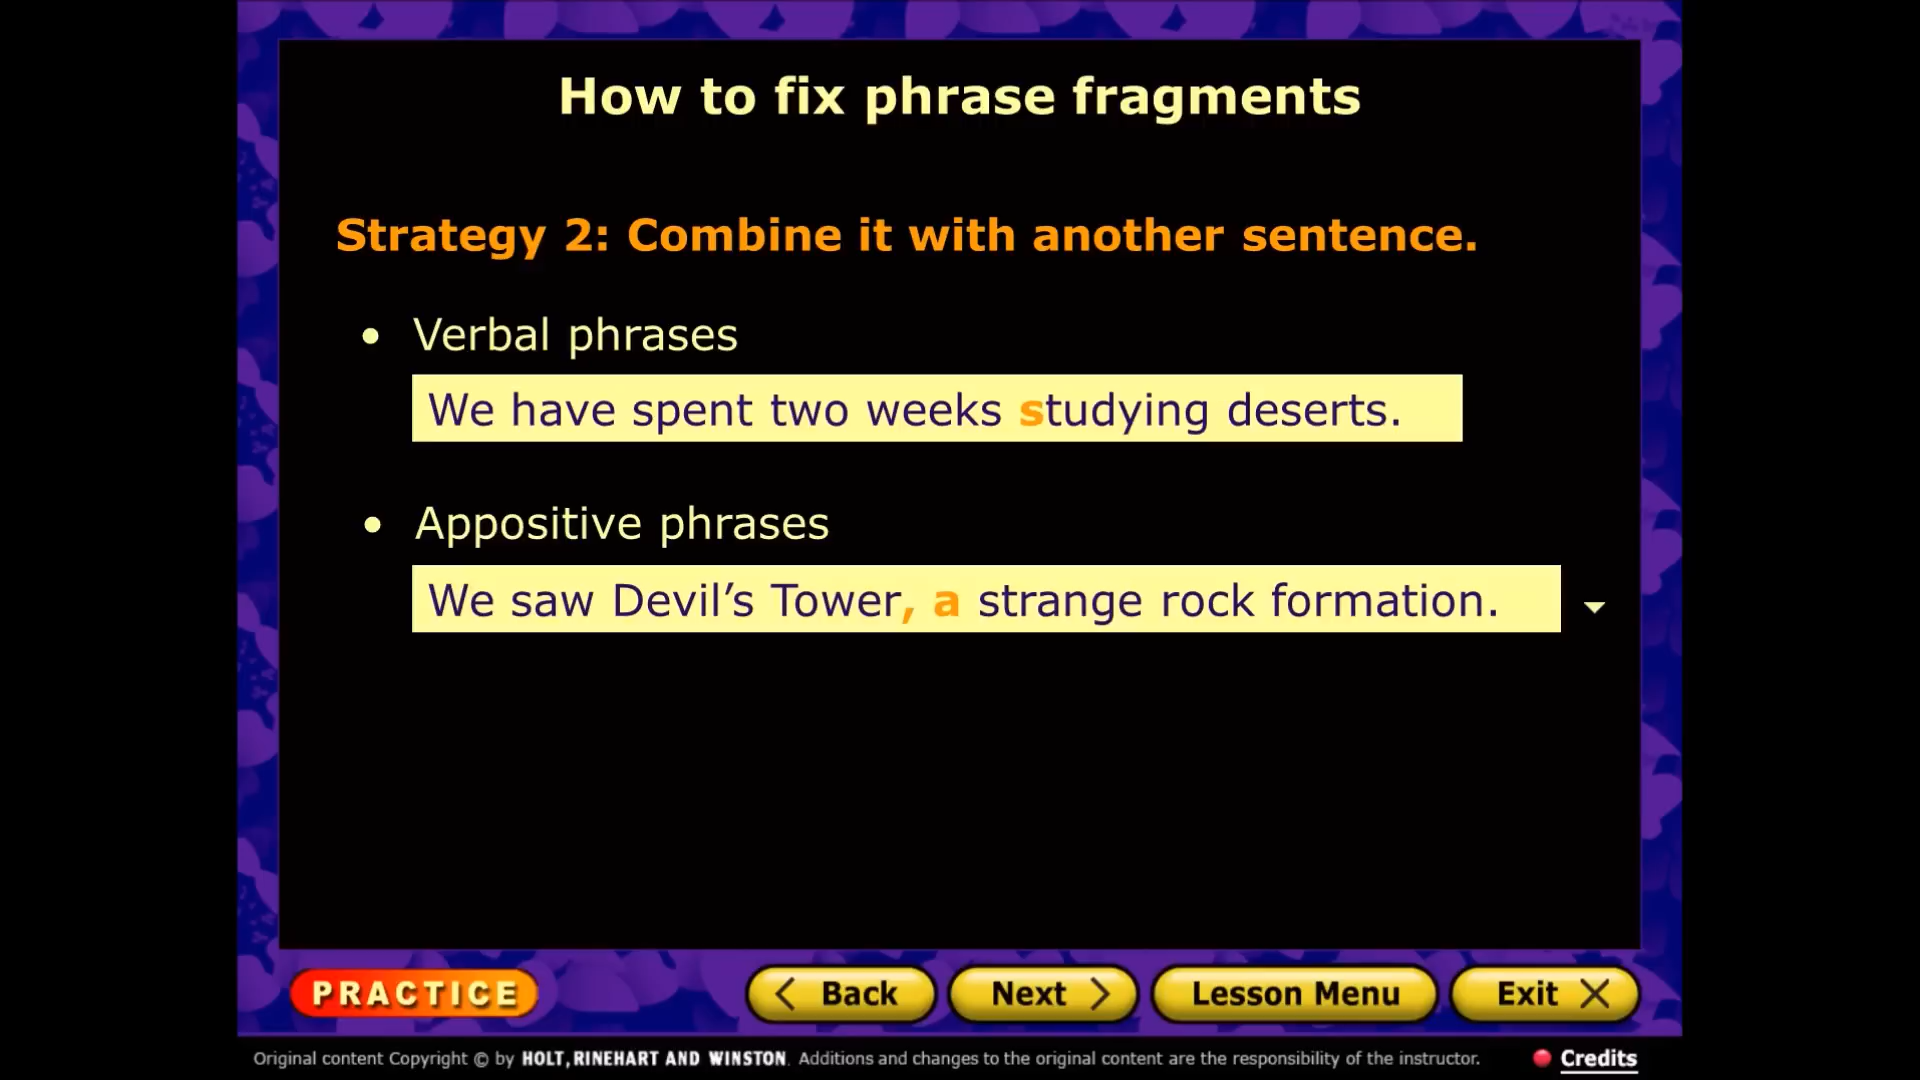 How to fix phrase fragments
Strategy 2: Combine it with another sentence.
• Verbal phrases
We have spent two weeks studying deserts.
• Appositive phrases
We saw Devil’s Tower, a strange rock formation.
PRACTICE
Back
Next
Lesson Menu
Exit
Original content Copyright © by HOLT, RINEHART AND WINSTON. Additions and changes to the original content are the responsibility of the instructor.
Credits